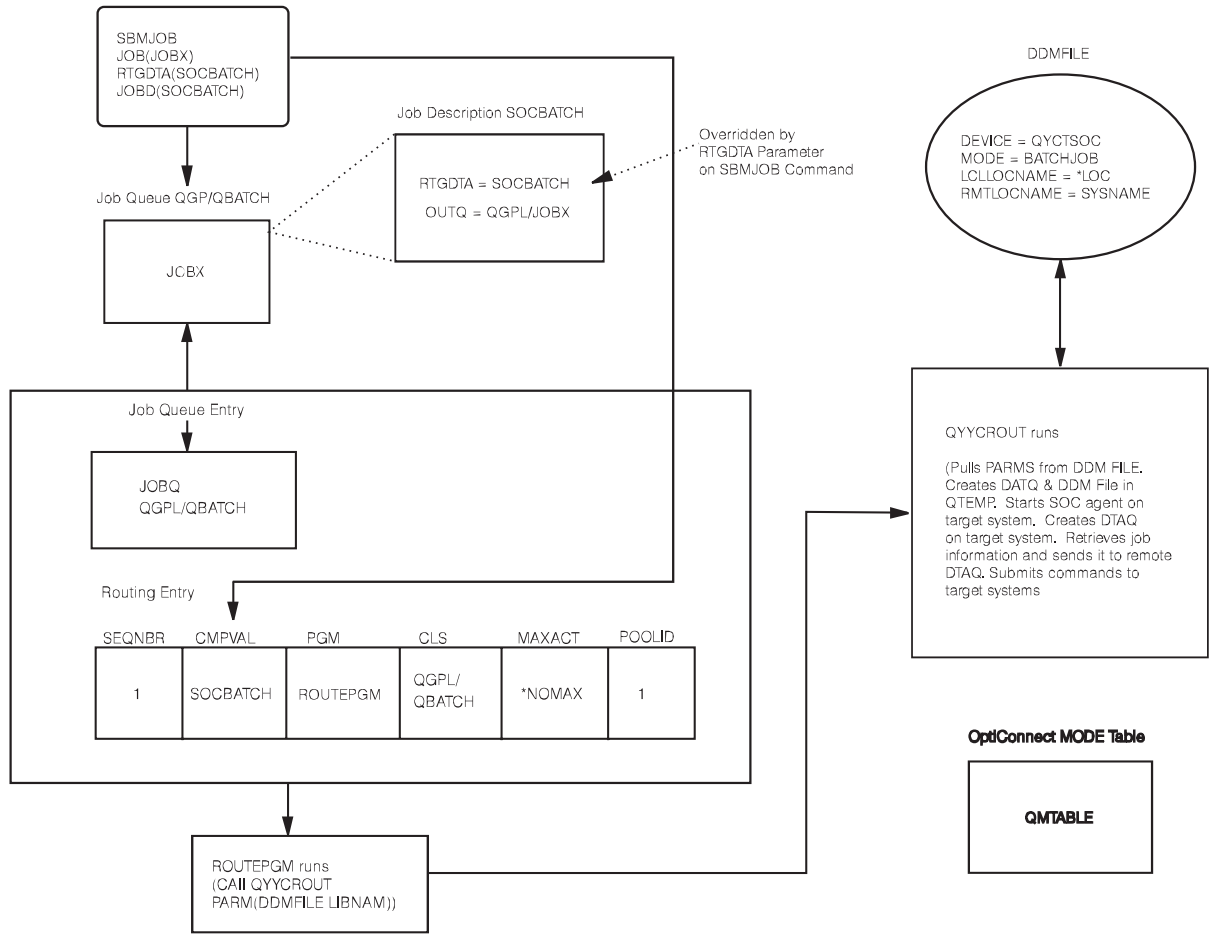 SBMJOB
JOB(JOBX)
RTGDTA(SOCBATCH)
JOBD(SOCBATCH)
Job Description SOCBATCH
RTGDTA = SOCBATCH
OUTQ = QGPL/JOBX
Overridden by
RTGDTA Parameter
on SBMJOB Command
DDMFILE
DEVICE = QYCTSOC
MODE = BATCHJOB
LCLLOCNAME = *LOC
RMTLOCNAME = SYSNAME
Job Queue QGP/QBATCH
JOBX
Job Queue Entry
JOBQ
QGPL/QBATCH
Routing Entry
SEQNBR CMPVAL PGM CLS MAXACT POOLID
1 SOCBATCH ROUTEPGM QGPL/ *NOMAX 1
QBATCH
QYYCROUT runs
(Pulls PARMS from DDM FILE.
Creates DATQ & DDM File in
QTEMP. Starts SOC agent on
target system. Creates DTAQ
on target system. Retrieves job
information and sends it to remote
DTAQ. Submits commands to
target systems
OptiConnect MODE Table
QMTABLE
ROUTEPGM runs
(CAll QYYCROUT
PARM(DDMFILE LIBNAM))